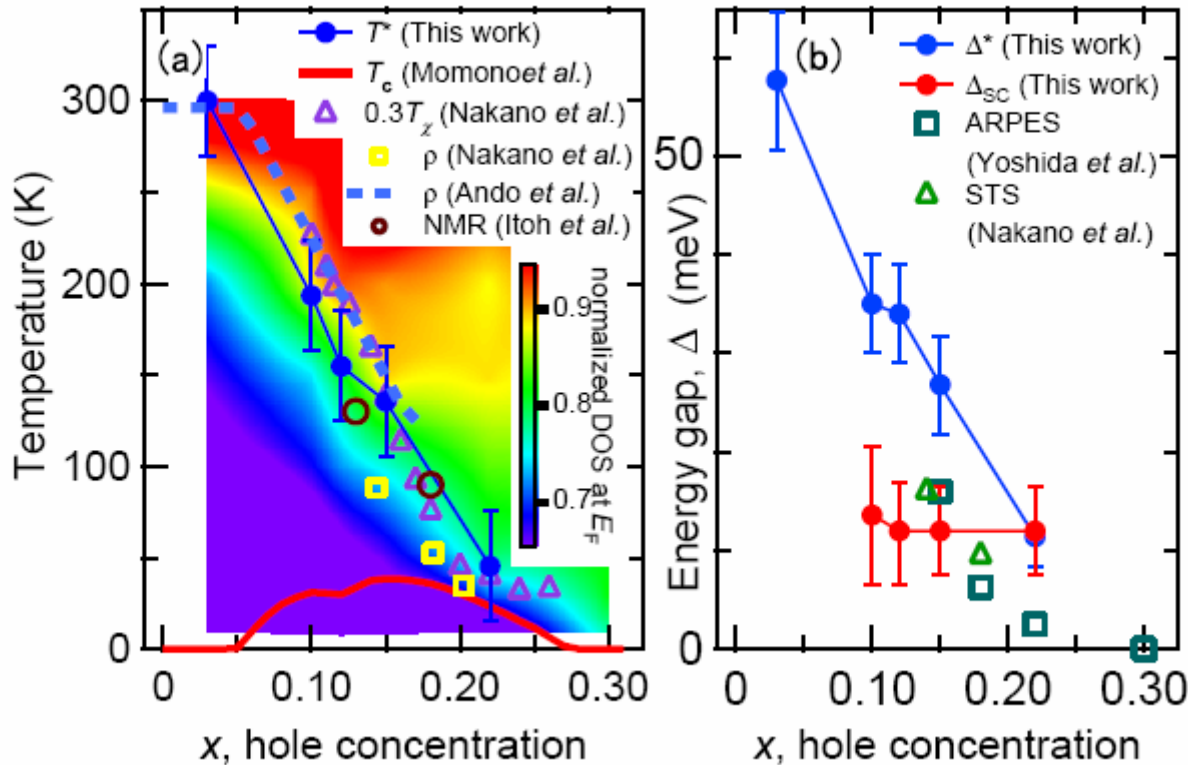 (a)
T* (This work)
Tc (Momonoet al.)
0.3Tχ (Nakano et al.)
ρ (Nakano et al.)
ρ (Ando et al.)
NMR (Itoh et al.)
Temperature (K)
300
200
100
0
0
0.10
0.20
0.30
x, hole concentration
0.9
0.8
0.7
normalized DOS at EF
(b)
Δ* (This work)
ΔSC (This work)
ARPES
(Yoshida et al.)
STS
(Nakano et al.)
Energy gap, Δ (meV)
50
0
0
0.10
0.20
0.30
x, hole concentration